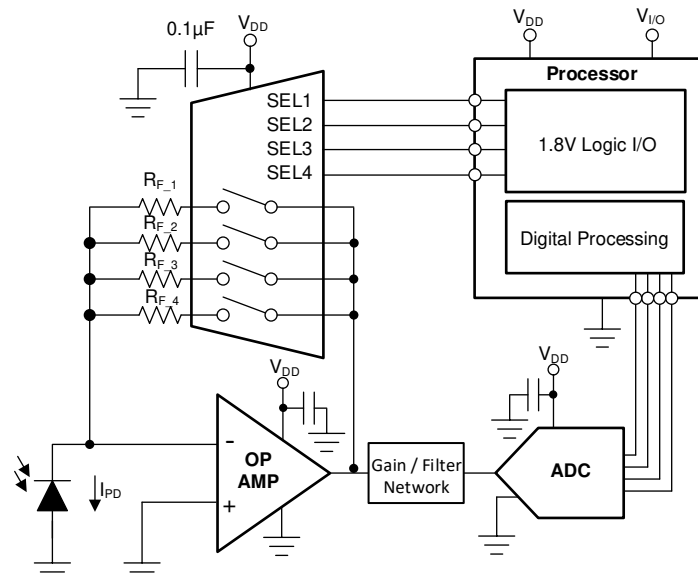 0.1µF
VDD
VDD
VI/O
Processor
SEL1
SEL2
SEL3
SEL4
1.8V Logic I/O
RF_1
RF_2
RF_3
RF_4
Digital Processing
VDD
VDD
-
+
OP
AMP
IPD
Gain / Filter
Network
ADC